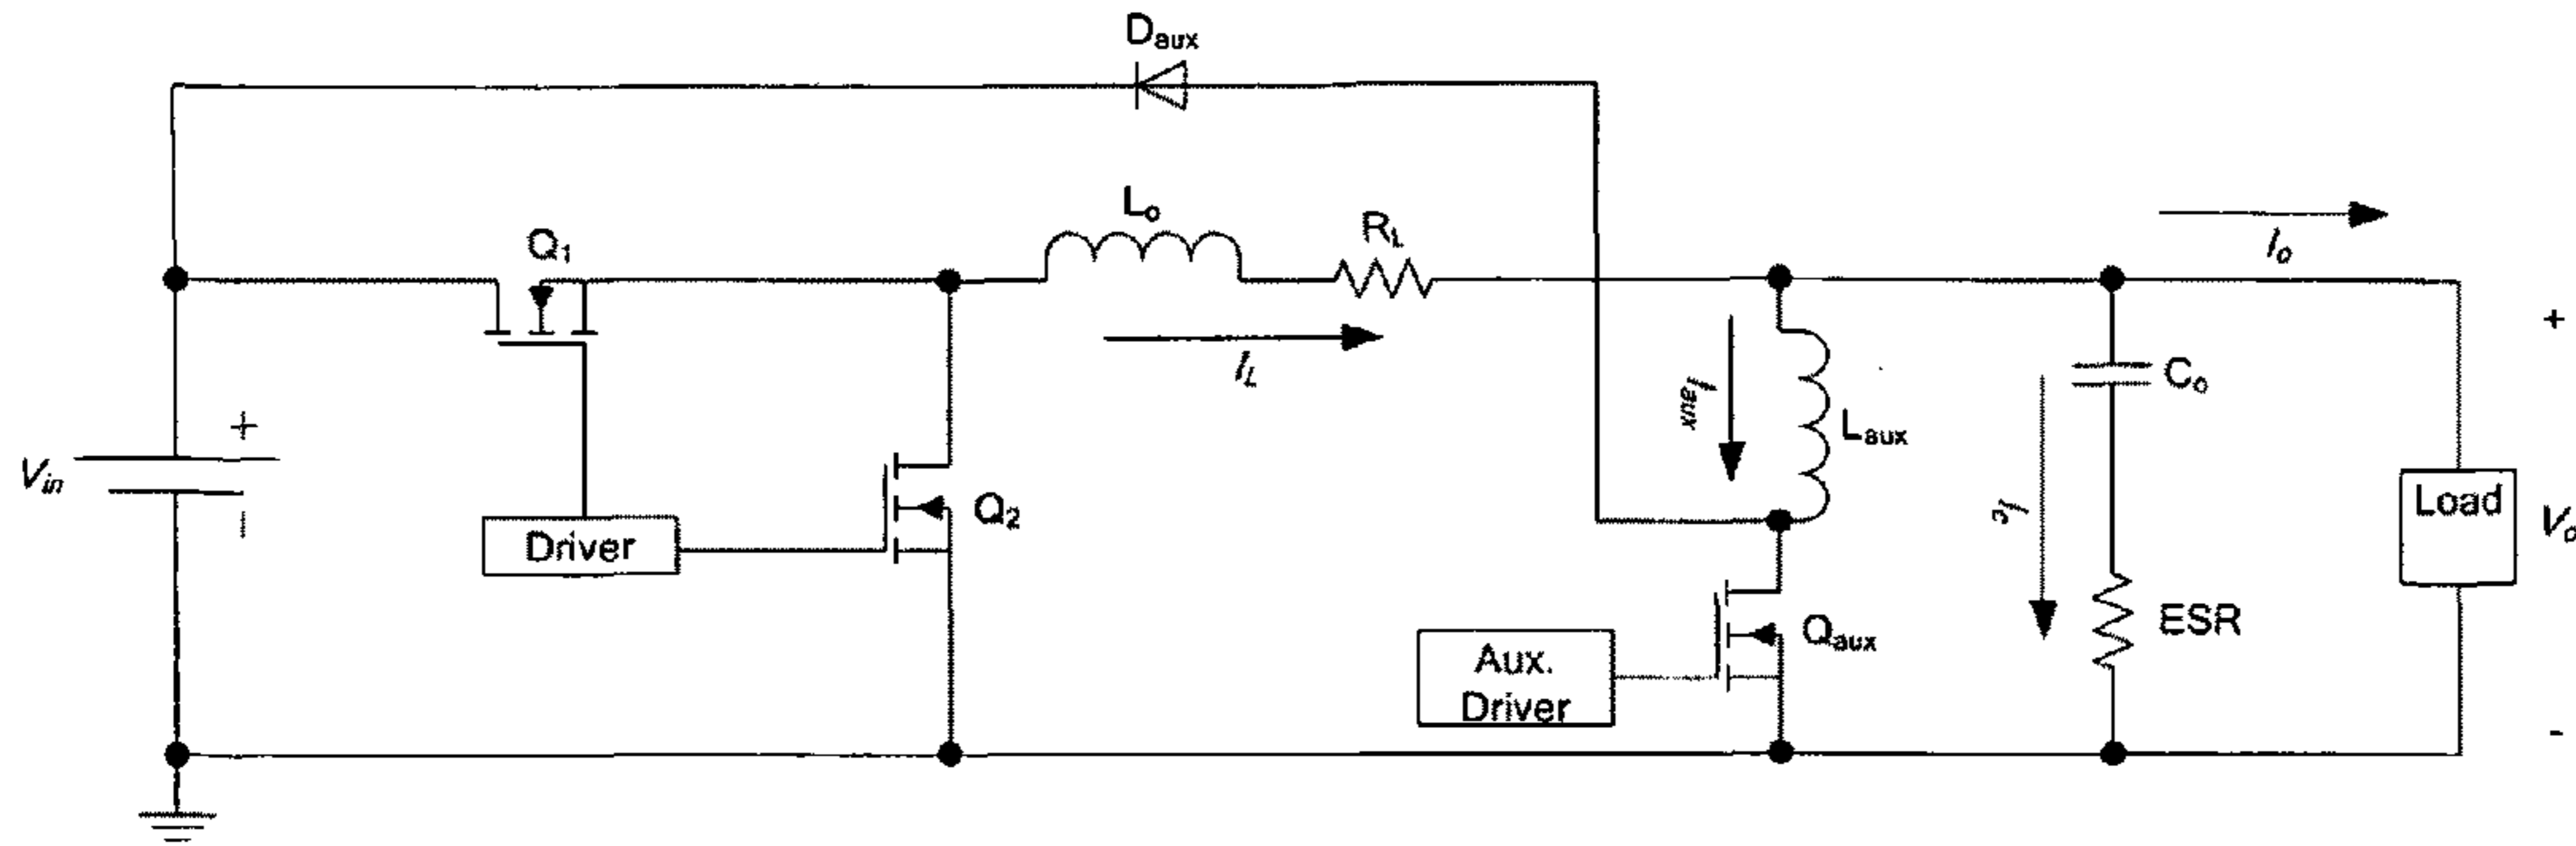 Daux
Q1
Lo
RL
Io
IL
+
Vin
+
−
Driver
Q2
Iaux
Laux
Co
Ic
ESR
Load
Vo
+
-
Aux.
Driver
Qaux